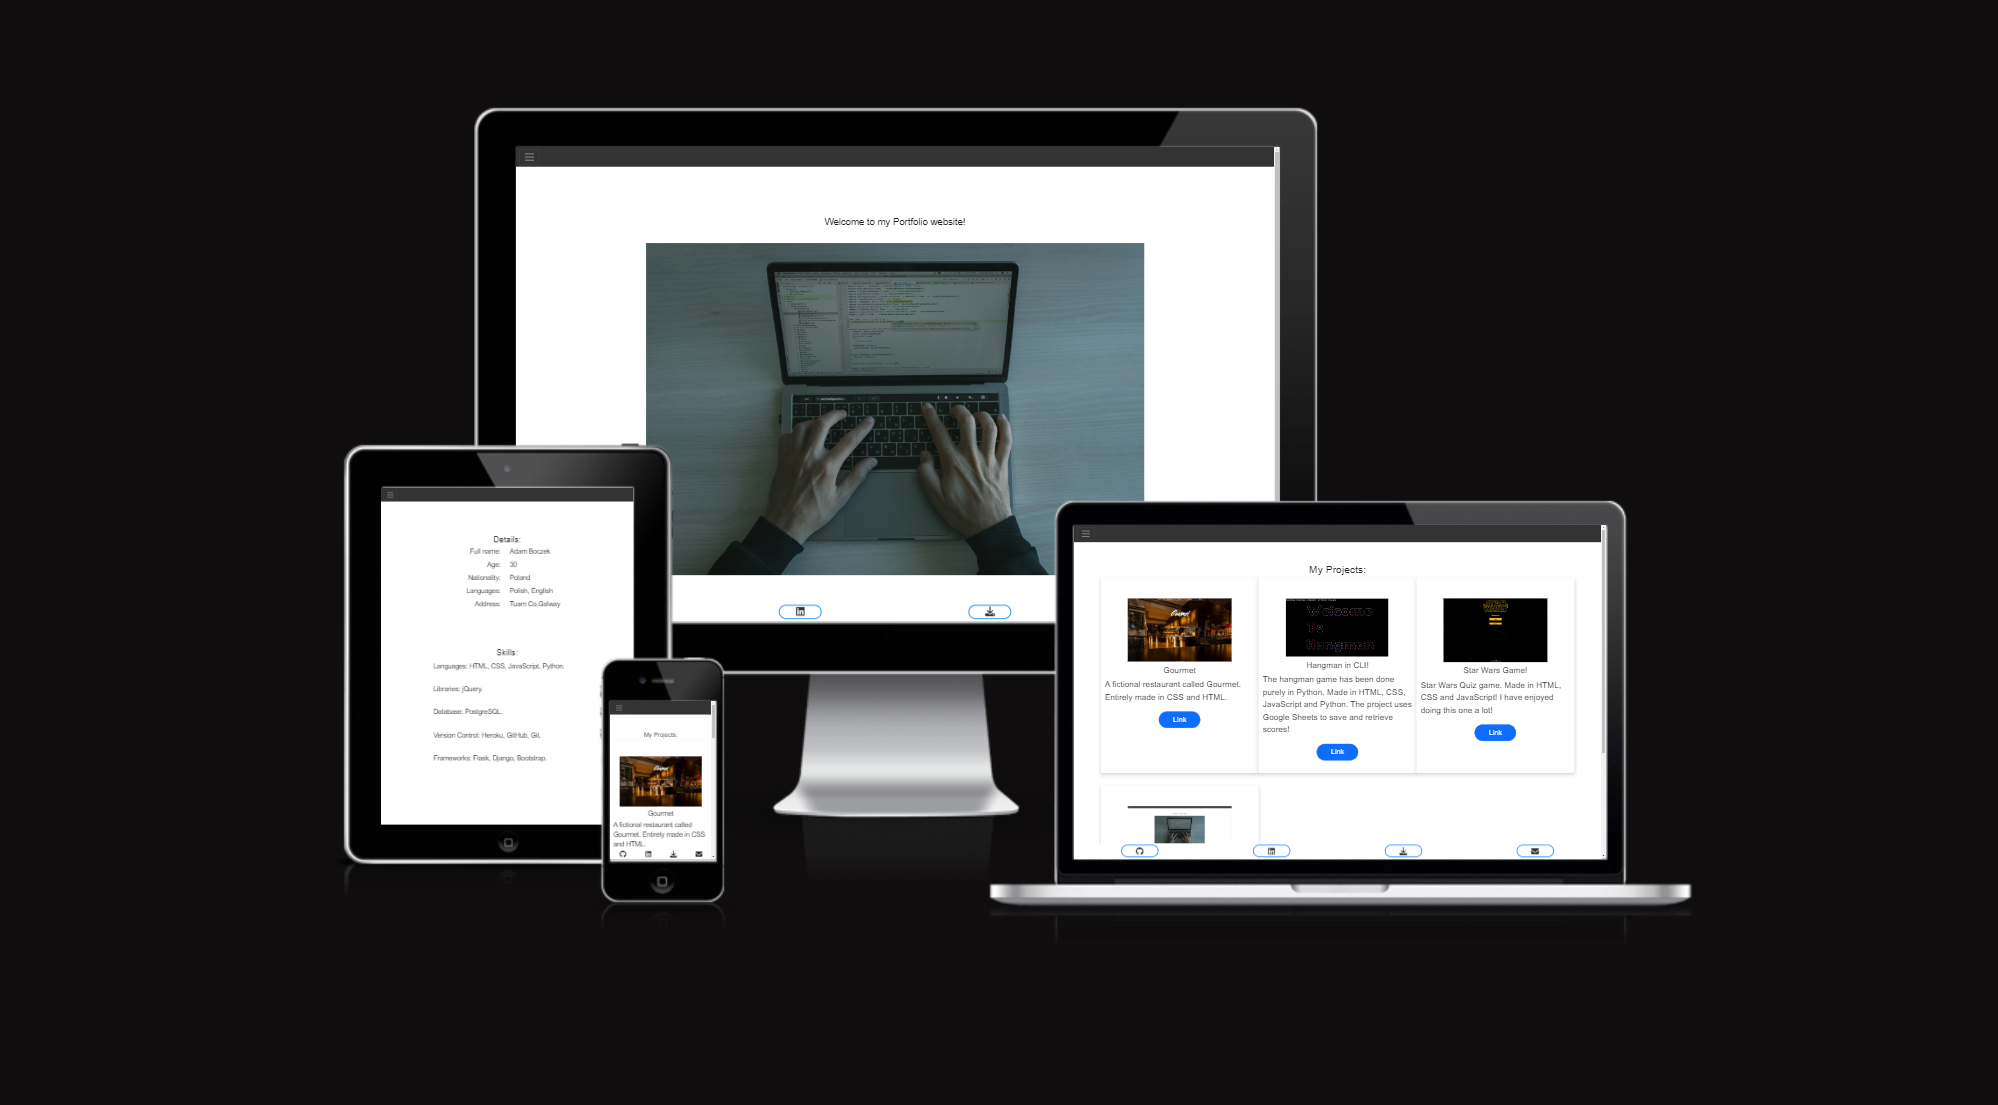 Welcome to my Portfolio website!
Details:
Full name: Adam Boczek
Age: 30
Nationality: Poland
Languages: Polish, English
Address: Tuam Co.Galway
Skills:
Languages: HTML, CSS, JavaScript, Python.
Libraries: jQuery.
Database: PostgreSQL.
Version Control: Heroku, GitHub, Git.
Frameworks: Flask, Django, Bootstrap.
My Projects.
Gourmet
Gourmet
A fictional restaurant called
Gourmet. Entirely made in CSS
and HTML.
My Projects:
Gourmet
Gourmet
A fictional restaurant called Gourmet.
Entirely made in CSS and HTML.
Link
Welcome
To
Hangman
Hangman in CLI!
The hangman game has been done
purely in Python. Made in HTML, CSS,
JavaScript and Python. The project uses
Google Sheets to save and retrieve
scores!
Link
STAR
WARS
Star Wars Game!
Star Wars Quiz game. Made in HTML,
CSS and JavaScript! I have enjoyed
doing this one a lot!
Link